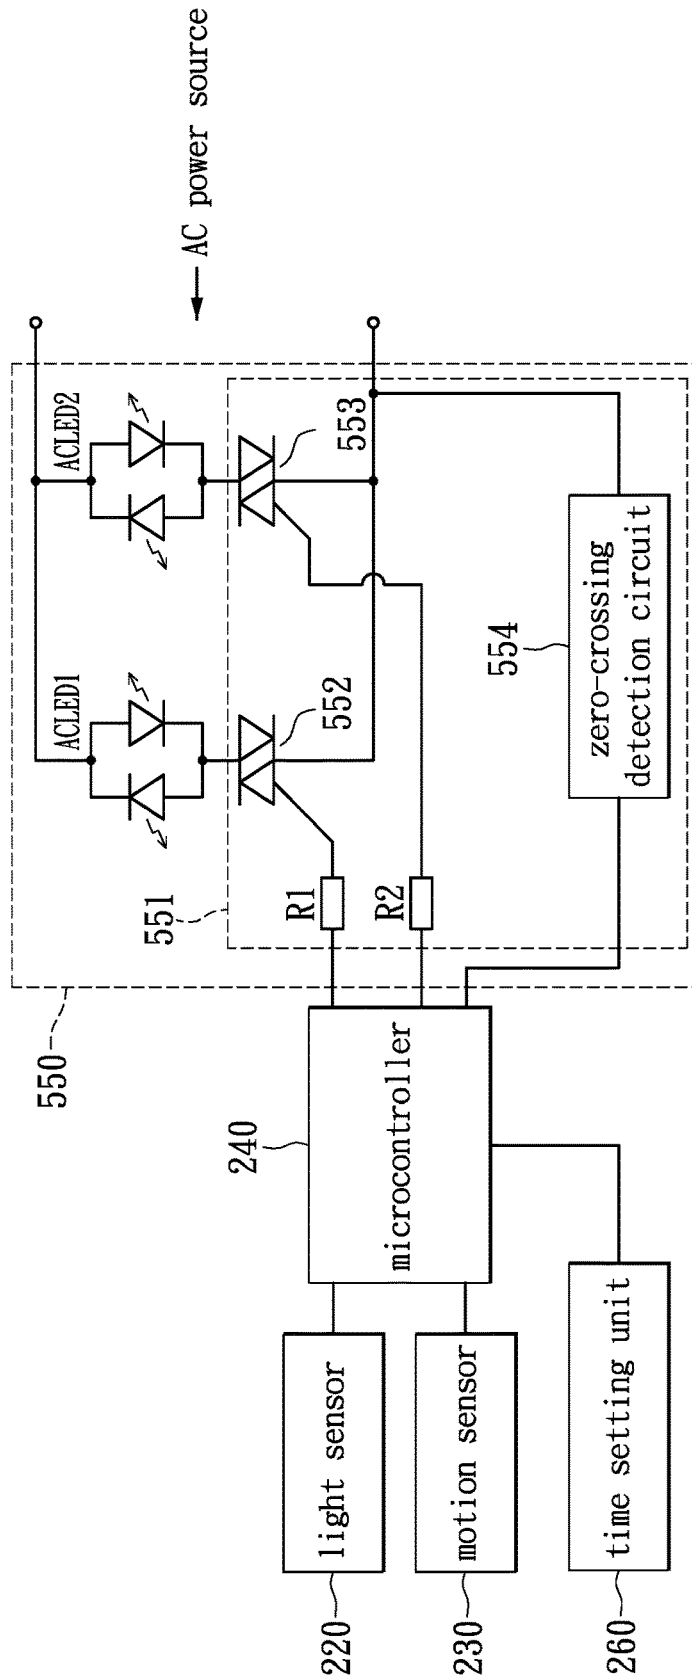 220
light sensor
230
motion sensor
260
time setting unit
240
microcontroller
550
551
R1
R2
ACLED1
552
ACLED2
553
554
zero-crossing
detection circuit
AC power source